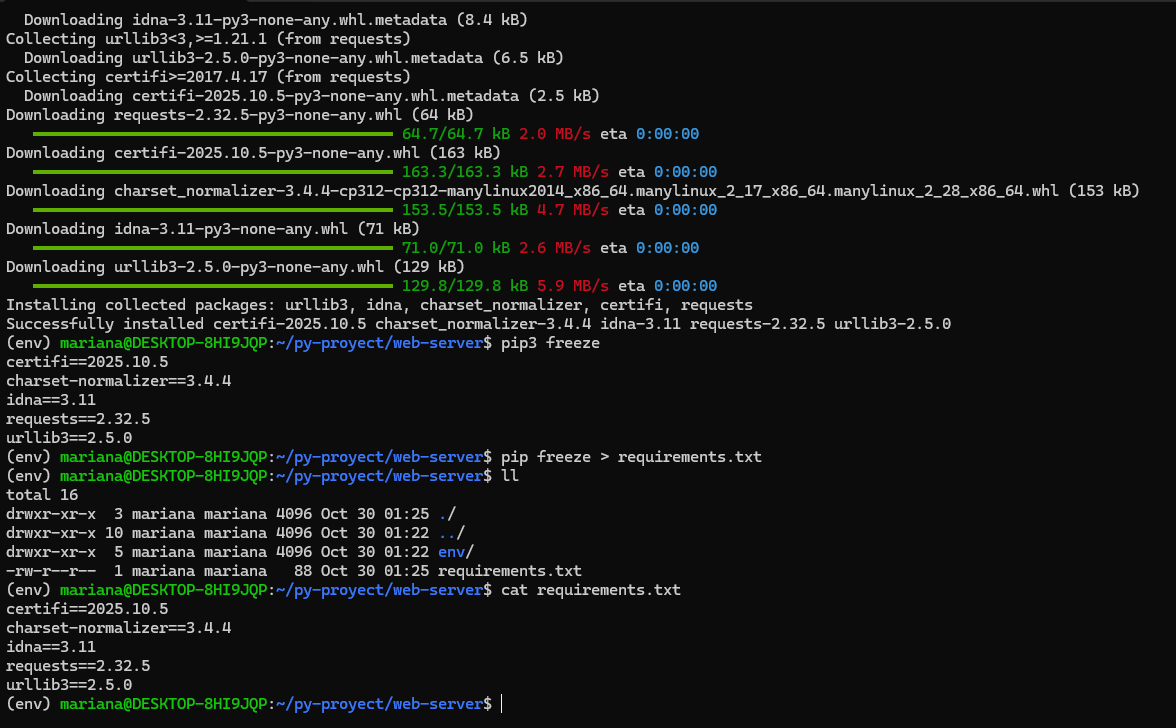 Downloading idna-3.11-py3-none-any.whl.metadata (8.4 kB)
Collecting urllib3<3,>=1.21.1 (from requests)
Downloading urllib3-2.5.0-py3-none-any.whl.metadata (6.5 kB)
Collecting certifi>=2017.4.17 (from requests)
Downloading certifi-2025.10.5-py3-none-any.whl.metadata (2.5 kB)
Downloading requests-2.32.5-py3-none-any.whl (64 kB)
64.7/64.7 kB 2.0 MB/s eta 0:00:00
Downloading certifi-2025.10.5-py3-none-any.whl (163 kB)
163.3/163.3 kB 2.7 MB/s eta 0:00:00
Downloading charset_normalizer-3.4.4-cp312-cp312-manylinux2014_x86_64.manylinux_2_17_x86_64.manylinux_2_28_x86_64.whl (153 kB)
153.5/153.5 kB 4.7 MB/s eta 0:00:00
Downloading idna-3.11-py3-none-any.whl (71 kB)
71.0/71.0 kB 2.6 MB/s eta 0:00:00
Downloading urllib3-2.5.0-py3-none-any.whl (129 kB)
129.8/129.8 kB 5.9 MB/s eta 0:00:00
Installing collected packages: urllib3, idna, charset_normalizer, certifi, requests
Successfully installed certifi-2025.10.5 charset_normalizer-3.4.4 idna-3.11 requests-2.32.5 urllib3-2.5.0
(env) mariana@DESKTOP-8HI9JQP:~/py-proyect/web-server$ pip3 freeze
certifi==2025.10.5
charset-normalizer==3.4.4
idna==3.11
requests==2.32.5
urllib3==2.5.0
(env) mariana@DESKTOP-8HI9JQP:~/py-proyect/web-server$ pip freeze > requirements.txt
(env) mariana@DESKTOP-8HI9JQP:~/py-proyect/web-server$ ll
total 16
drwxr-xr-x  3 mariana mariana 4096 Oct 30 01:25 ./
drwxr-xr-x 10 mariana mariana 4096 Oct 30 01:22 ../
drwxr-xr-x  5 mariana mariana 4096 Oct 30 01:22 env/
-rw-r--r--  1 mariana mariana   88 Oct 30 01:25 requirements.txt
(env) mariana@DESKTOP-8HI9JQP:~/py-proyect/web-server$ cat requirements.txt
certifi==2025.10.5
charset-normalizer==3.4.4
idna==3.11
requests==2.32.5
urllib3==2.5.0
(env) mariana@DESKTOP-8HI9JQP:~/py-proyect/web-server$